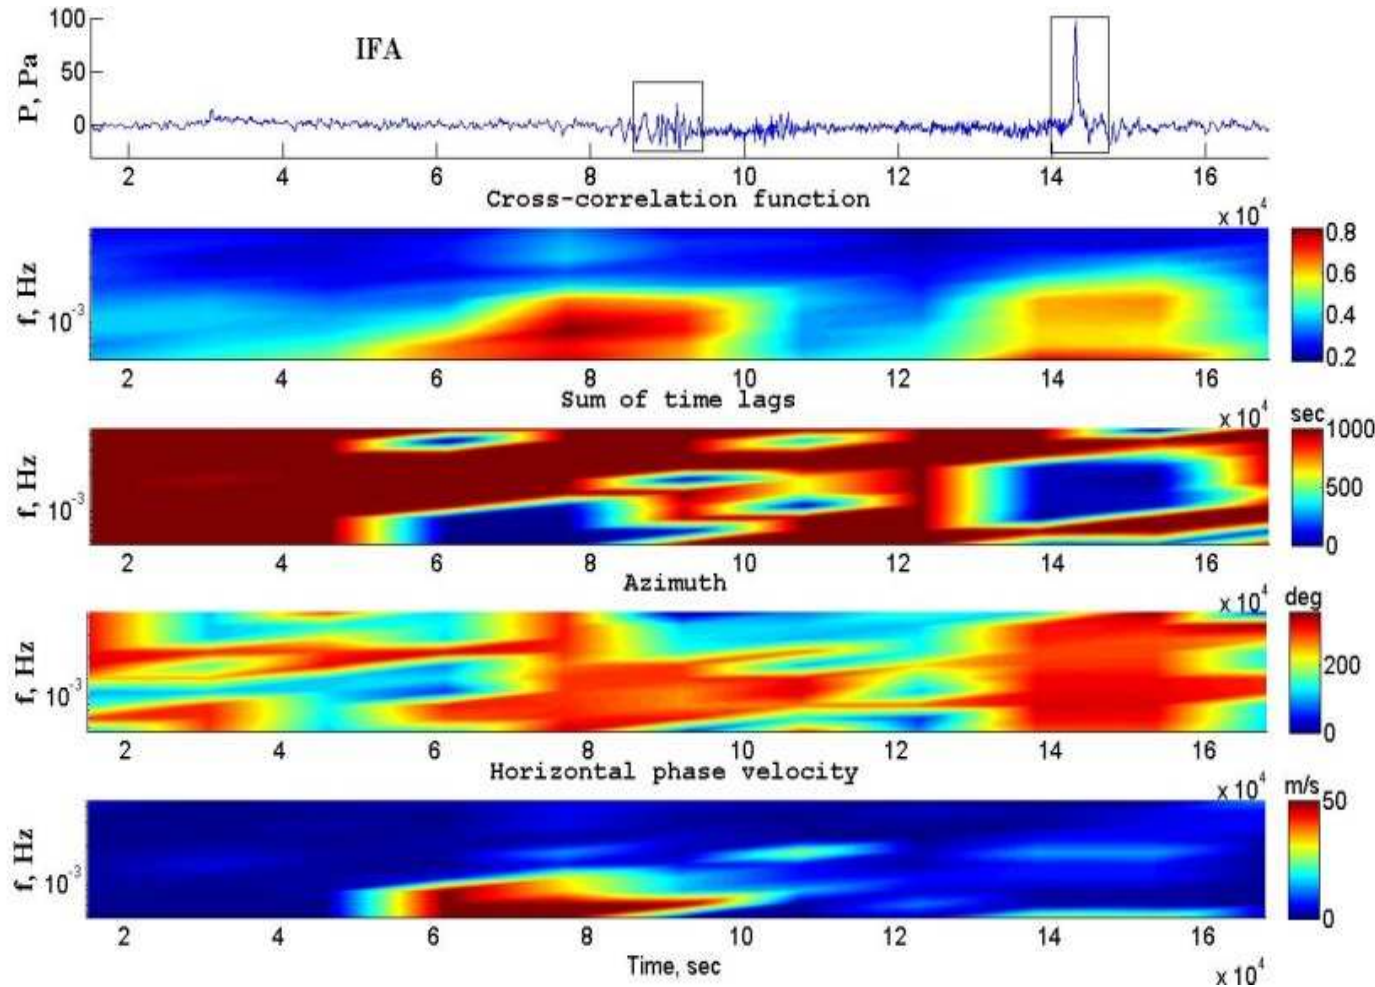 100
IFA
50
P, Pa
0
2 4 6 8 10 12 14 16
Cross-correlation function
x 10^4
0.8
f, Hz
0.6
10^-3
0.4
0.2
2 4 6 8 10 12 14 16
Sum of time lags
x 10^4
sec
1000
f, Hz
500
10^-3
0
2 4 6 8 10 12 14 16
Azimuth
x 10^4
deg
f, Hz
200
10^-3
0
2 4 6 8 10 12 14 16
Horizontal phase velocity
x 10^4
m/s
50
f, Hz
10^-3
0
2 4 6 8 10 12 14 16
Time, sec
x 10^4